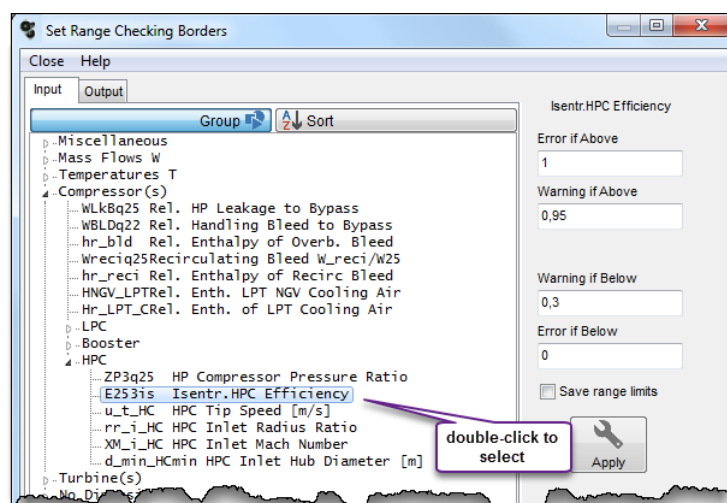 Set Range Checking Borders
Close Help
Input Output
Group Sort
Isentr.HPC Efficiency
Miscellaneous
Mass Flows W
Temperatures T
Compressor(s)
WLkBq25 Rel. HP Leakage to Bypass
WBLDq22 Rel. Handling Bleed to Bypass
hr_bld Rel. Enthalpy of Overb. Bleed
Wreciq25Recirculating Bleed W_reci/W25
hr_reci Rel. Enthalpy of Recirc Bleed
HNGV_LPTRel. Enth. LPT NGV Cooling Air
Hr_LPT_CRel. Enth. of LPT Cooling Air
LPC
Booster
HPC
ZP3q25 HP Compressor Pressure Ratio
E253is Isentr.HPC Efficiency
u_t_HC HPC Tip Speed [m/s]
rr_i_HC HPC Inlet Radius Ratio
XM_i_HC HPC Inlet Mach Number
d_min_HCmin HPC Inlet Hub Diameter [m]
Turbine(s)
Error if Above
1
Warning if Above
0,95
Warning if Below
0,3
Error if Below
0
Save range limits
Apply
double-click to
select